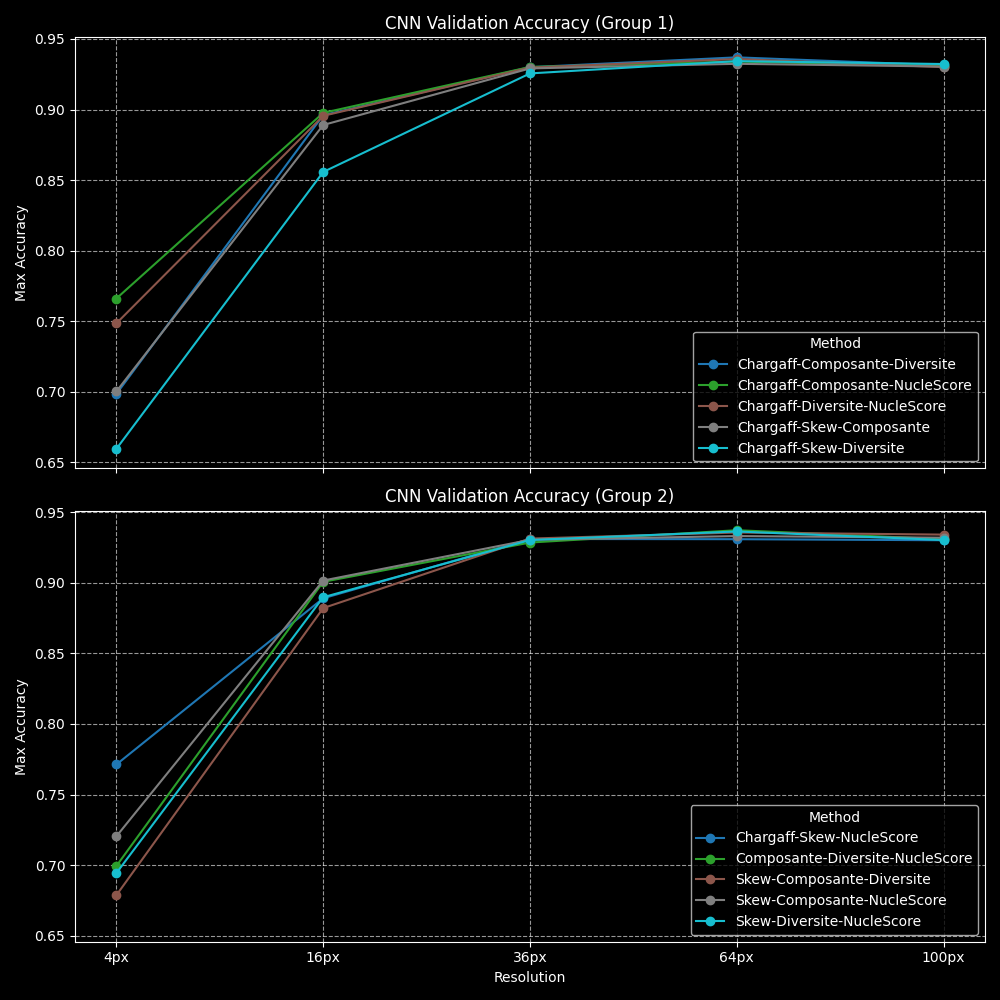 CNN Validation Accuracy (Group 1)
0.95
0.90
0.85
0.80
0.75
0.70
0.65
Max Accuracy
Method
Chargaff-Composante-Diversite
Chargaff-Composante-NucleScore
Chargaff-Diversite-NucleScore
Chargaff-Skew-Composante
Chargaff-Skew-Diversite
CNN Validation Accuracy (Group 2)
0.95
0.90
0.85
0.80
0.75
0.70
0.65
Max Accuracy
Method
Chargaff-Skew-NucleScore
Composante-Diversite-NucleScore
Skew-Composante-Diversite
Skew-Composante-NucleScore
Skew-Diversite-NucleScore
4px 16px 36px 64px 100px
Resolution